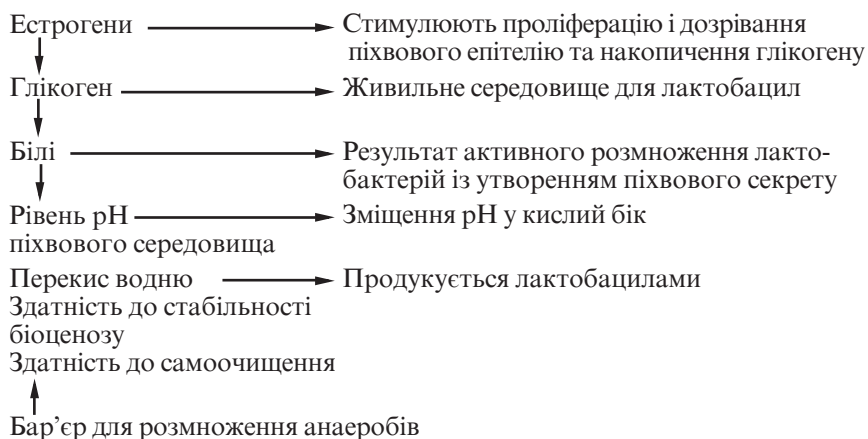 Естрогени Стимулюють проліферацію і дозрівання
піхвового епітелію та накопичення глікогену
Глікоген Живильне середовище для лактобацил
Білі Результат активного розмноження лакто-
бактерій із утворенням піхвового секрету
Рівень pH Зміщення pH у кислий бік
піхвового середовища
Перекис водню Продукується лактобацилами
Здатність до стабільності
біоценозу
Здатність до самоочищення
Бар’єр для розмноження анаеробів